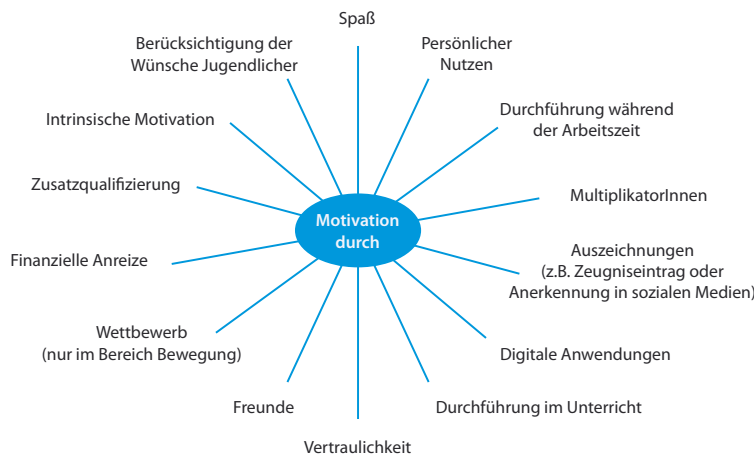 Spaß
Persönlicher
Nutzen
Durchführung während
der Arbeitszeit
MultiplikatorInnen
Auszeichnungen
(z.B. Zeugniseintrag oder
Anerkennung in sozialen Medien)
Digitale Anwendungen
Durchführung im Unterricht
Vertraulichkeit
Freunde
Wettbewerb
(nur im Bereich Bewegung)
Finanzielle Anreize
Zusatzqualifizierung
Intrinsische Motivation
Berücksichtigung der
Wünsche Jugendlicher
Motivation
durch